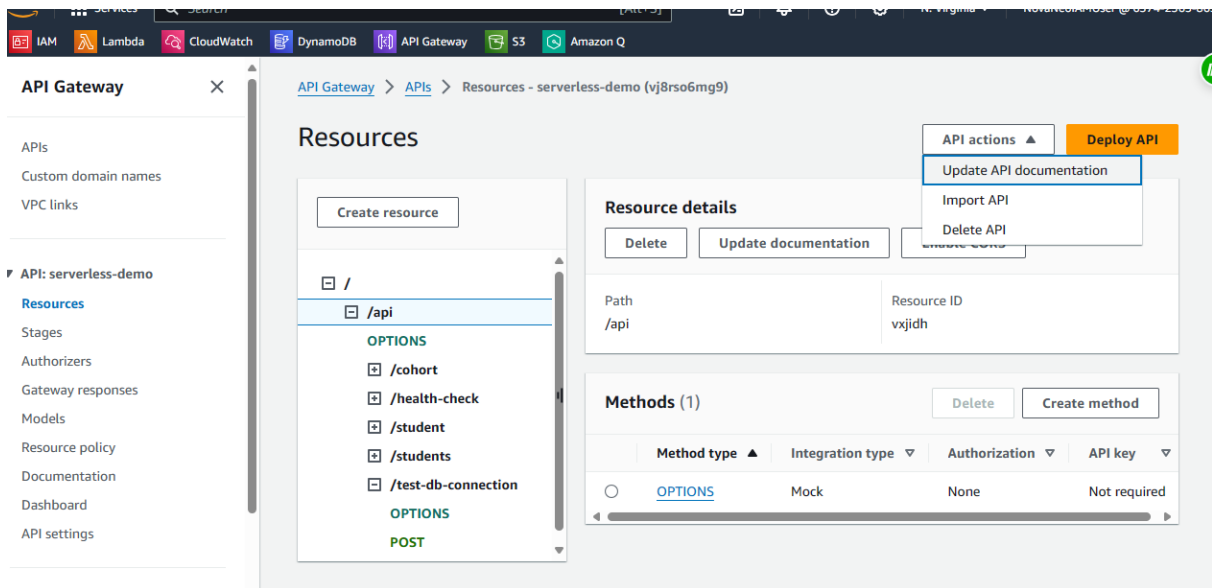 Services
Search
[Alt+S]
N. Virginia
IAM
Lambda
CloudWatch
DynamoDB
API Gateway
S3
Amazon Q
API Gateway
APIs
Custom domain names
VPC links
API: serverless-demo
Resources
Stages
Authorizers
Gateway responses
Models
Resource policy
Documentation
Dashboard
API settings
API Gateway > APIs > Resources - serverless-demo (vj8rso6mg9)
Resources
API actions
Deploy API
Update API documentation
Import API
Delete API
Create resource
/
/api
OPTIONS
/cohort
/health-check
/student
/students
/test-db-connection
OPTIONS
POST
Resource details
Delete
Update documentation
Enable CORS
Path
/api
Resource ID
vxjidh
Methods (1)
Delete
Create method
Method type
Integration type
Authorization
API key
OPTIONS
Mock
None
Not required